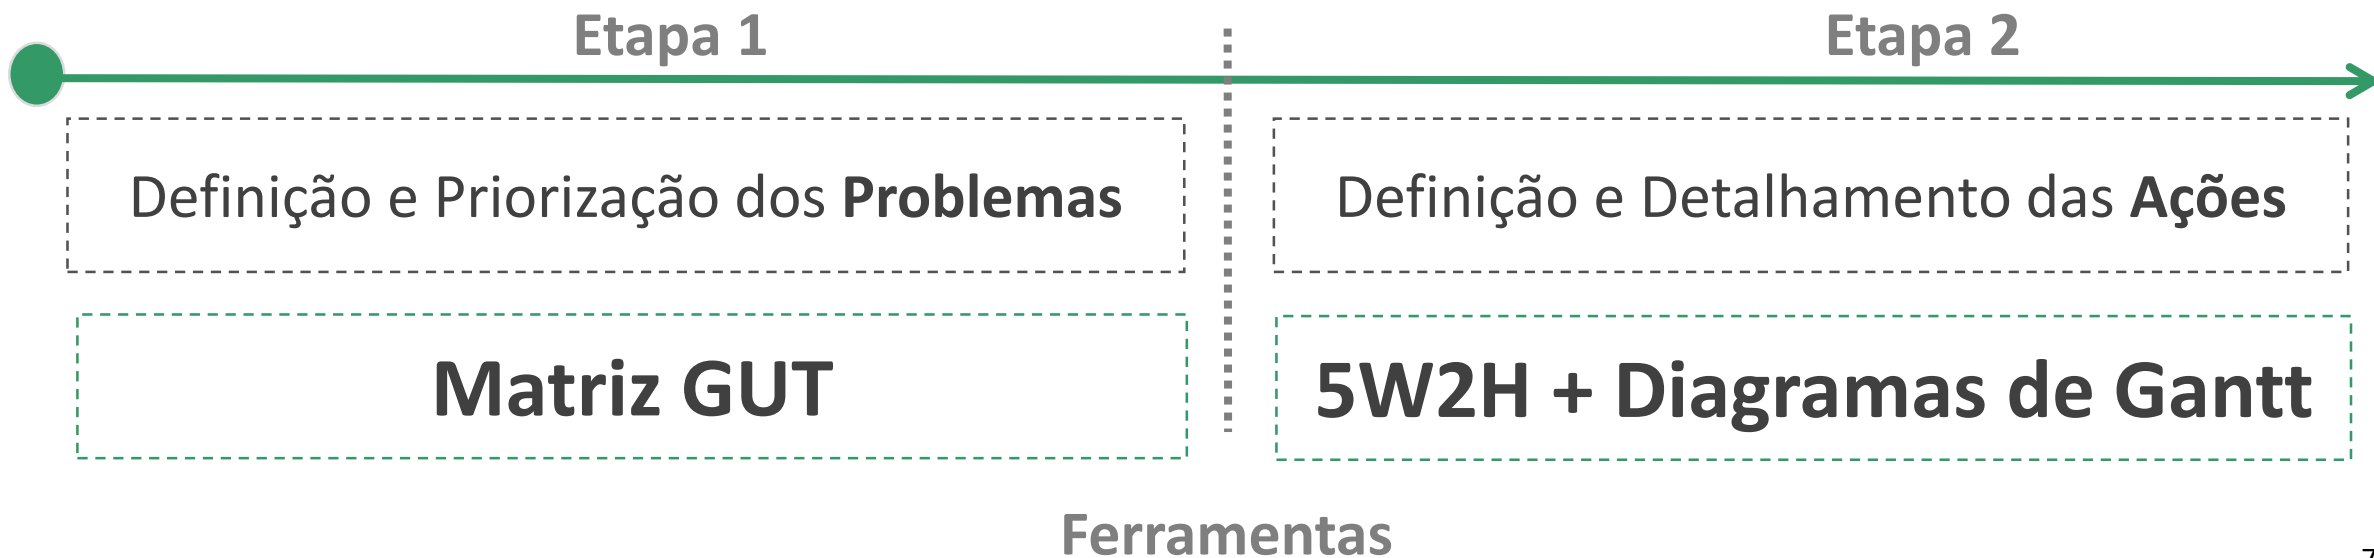 Etapa 1
Etapa 2
Definição e Priorização dos Problemas
Definição e Detalhamento das Ações
Matriz GUT
5W2H + Diagramas de Gantt
Ferramentas